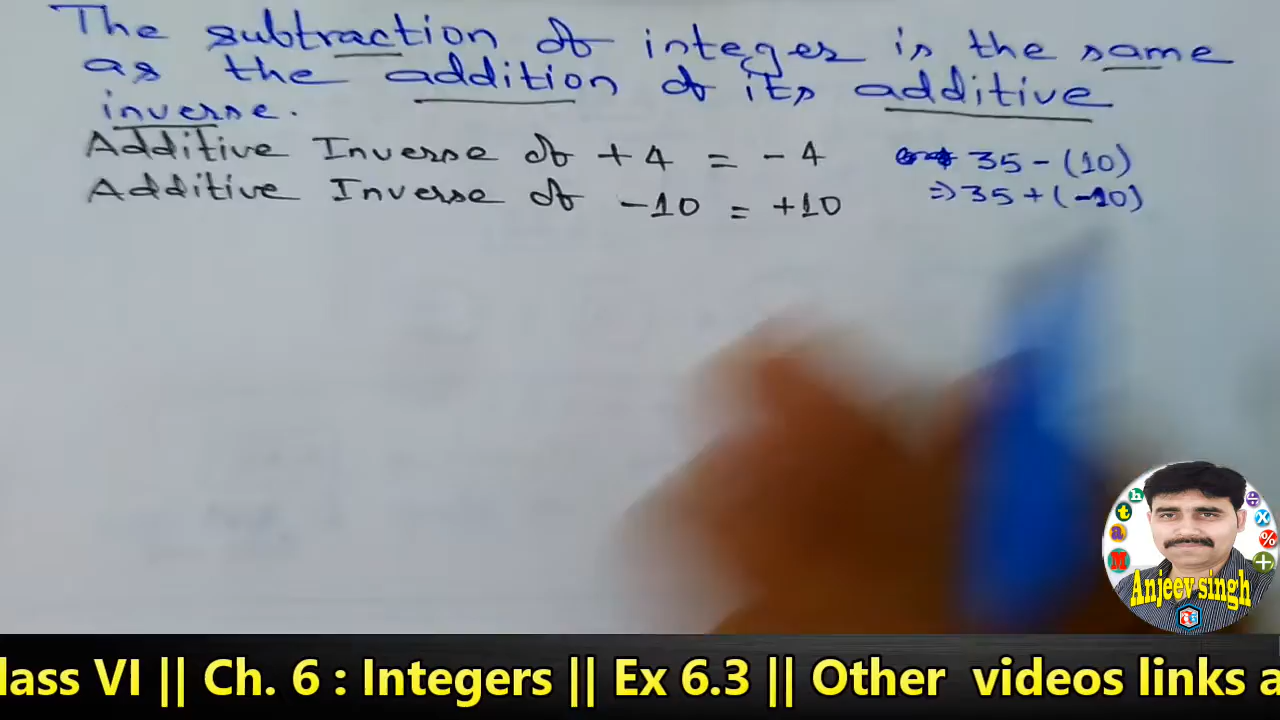 The subtraction of integer is the same
as the addition of its additive
inverse.
Additive Inverse of +4 = -4
Additive Inverse of -10 = +10
35 - (10)
⇒ 35 + (-10)
h
t
a
M
÷
x
%
+
Anjeev singh
lass VI || Ch. 6 : Integers || Ex 6.3 || Other videos links a